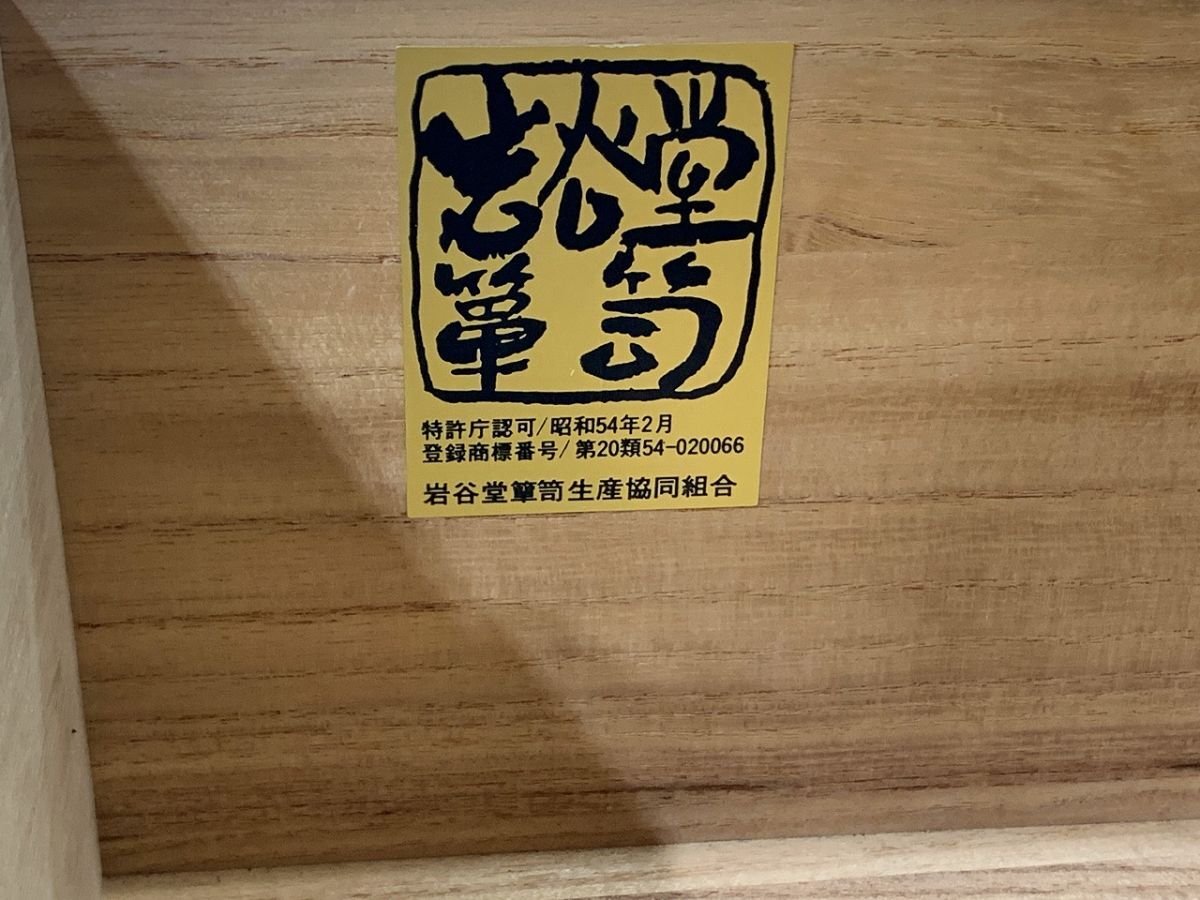 岩谷堂
簞笥
特許庁認可/昭和54年2月
登録商標番号/第20類54-020066
岩谷堂簞笥生産協同組合